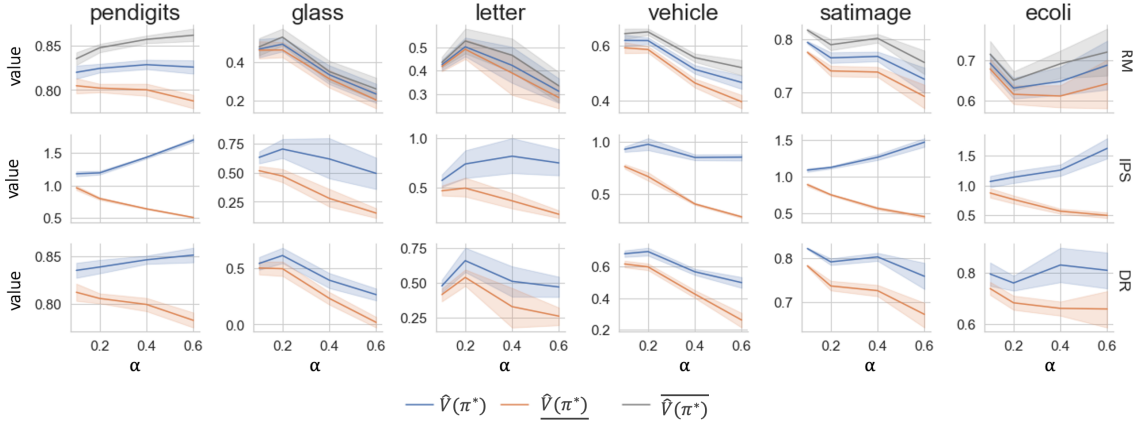 pendigits glass letter vehicle satimage ecoli
value 0.85 0.80 0.4 0.2 0.5 0.4 0.3 0.6 0.4 0.8 0.7 0.7 0.6 RM
value 1.5 1.0 0.5 0.75 0.50 0.25 1.0 0.5 1.0 0.5 1.5 1.0 0.5 1.5 1.0 0.5 IPS
value 0.85 0.80 0.5 0.0 0.75 0.50 0.25 0.6 0.4 0.2 0.8 0.7 0.8 0.6 DR
0.2 0.4 0.6 0.2 0.4 0.6 0.2 0.4 0.6 0.2 0.4 0.6 0.2 0.4 0.6 0.2 0.4 0.6
α α α α α α
V̂(π*) V̂(π*) V̂(π*)